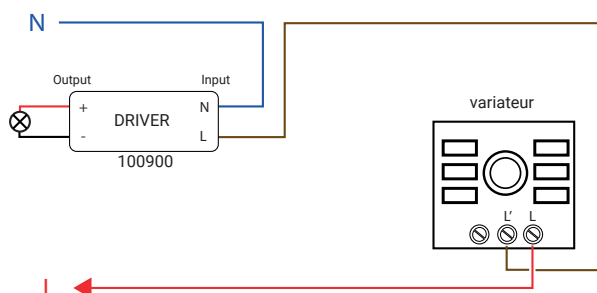 N
Output
Input
+
N
DRIVER
-
L
100900
variateur
L’
L
L